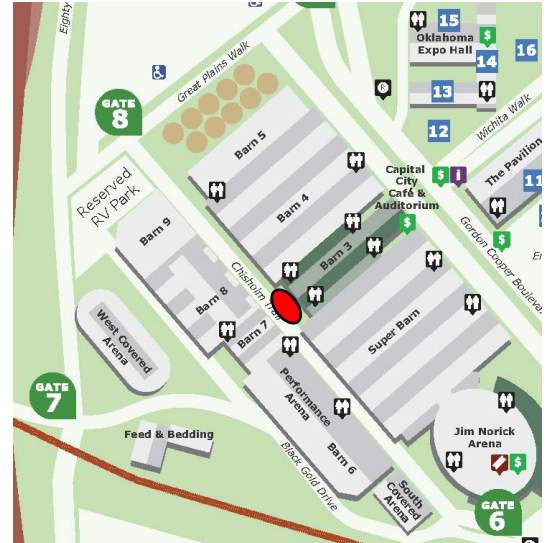 Eighty
Great Plains Walk
15
Oklahoma
Expo Hall
$
14
16
13
12
Wichita Walk
GATE
8
Barn 5
Barn 4
Capital
City
Café &
Auditorium
$
i
$
The Pavilion
11
Reserved
RV Park
Barn 9
Barn 3
Gordon Cooper Boulevard
$
Chisholm Trail
Barn 8
Barn 7
Super Barn
West Covered
Arena
GATE
7
Performance
Arena
Feed & Bedding
Barn 6
Black Gold Drive
Jim Norick
Arena
$
South
Covered
Arena
GATE
6